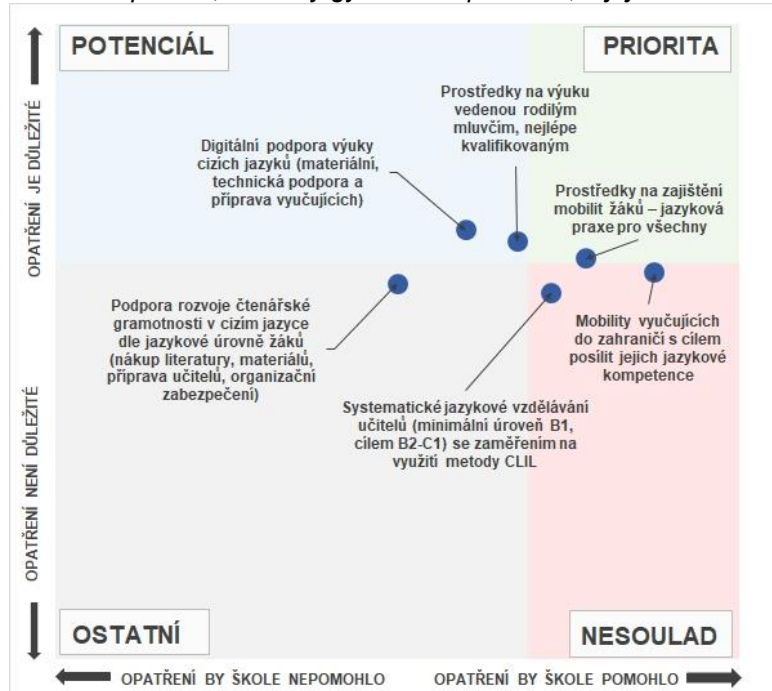 POTENCIÁL
PRIORITA
Prostředky na výuku
vedenou rodilým
mluvčím, nejlépe
kvalifikovaným
Digitální podpora výuky
cizích jazyků (materiální,
technická podpora a
příprava vyučujících)
Prostředky na zajištění
mobilit žáků – jazyková
praxe pro všechny
Podpora rozvoje čtenářské
gramotnosti v cizím jazyce
dle jazykové úrovně žáků
(nákup literatury, materiálů,
příprava učitelů, organizační
zabezpečení)
Mobility vyučujících
do zahraničí s cílem
posílit jejich jazykové
kompetence
Systematické jazykové vzdělávání
učitelů (minimální úroveň B1,
cílem B2-C1) se zaměřením na
využití metody CLIL
OSTATNÍ
NESOULAD
OPATŘENÍ JE DŮLEŽITÉ
OPATŘENÍ NENÍ DŮLEŽITÉ
OPATŘENÍ BY ŠKOLE NEPOMOHLO
OPATŘENÍ BY ŠKOLE POMOHLO